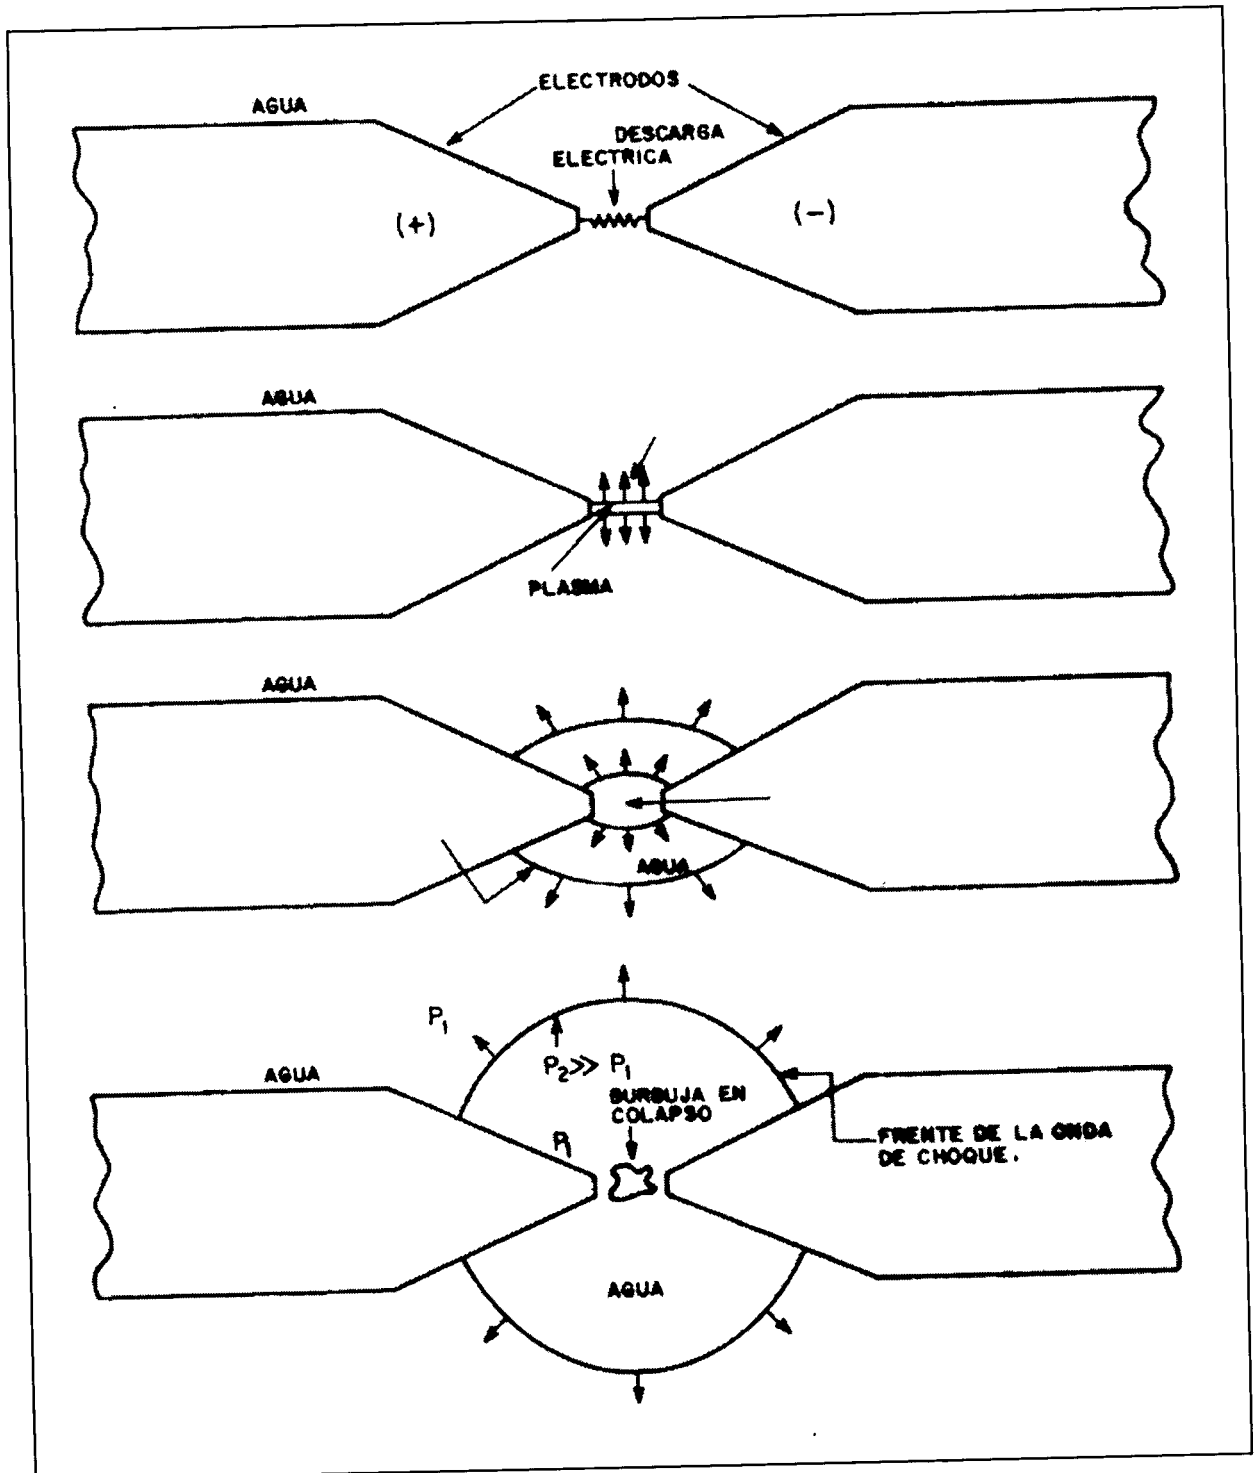 ELECTRODOS
AGUA
DESCARGA
ELECTRICA
(+)
(-)
AGUA
PLASMA
AGUA
AGUA
P₁
P₂>> P₁
AGUA
BURBUJA EN
COLAPSO
P₁
FRENTE DE LA ONDA
DE CHOQUE.
AGUA